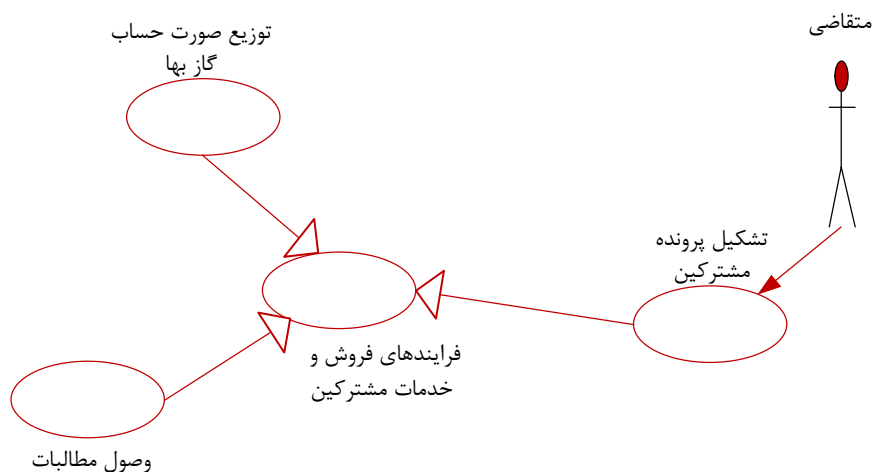 متقاضی
توزیع صورت حساب
گاز بها
تشکیل پرونده
مشترکین
فرایندهای فروش و
خدمات مشترکین
وصول مطالبات